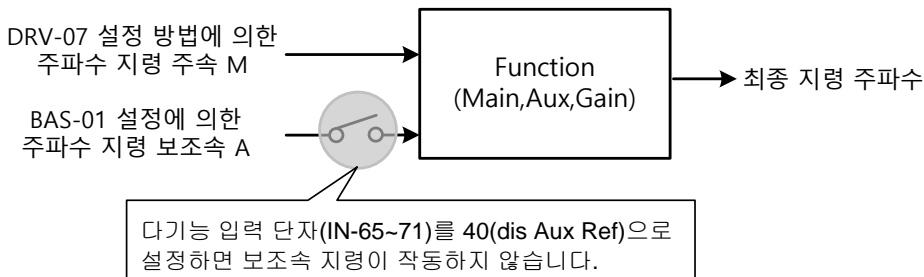 DRV-07 설정 방법에 의한
주파수 지령 주속 M
Function
(Main,Aux,Gain)
최종 지령 주파수
BAS-01 설정에 의한
주파수 지령 보조속 A
다기능 입력 단자(IN-65~71)를 40(dis Aux Ref)으로
설정하면 보조속 지령이 작동하지 않습니다.